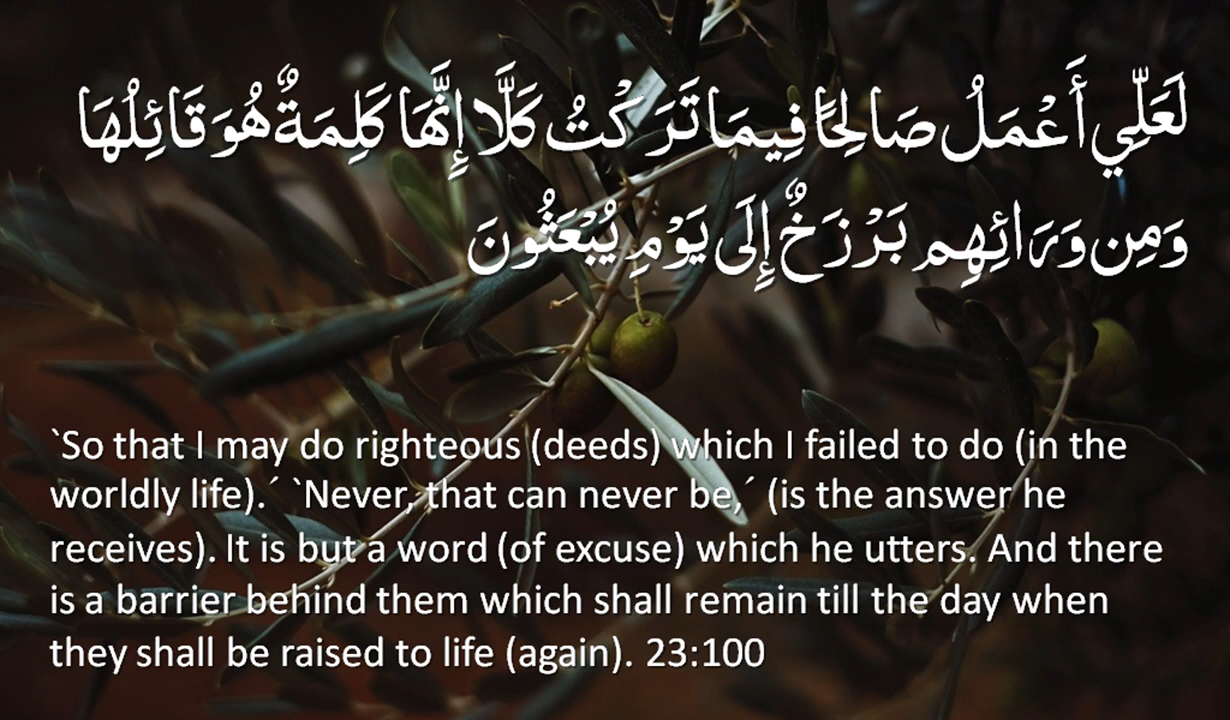 لَعَلِّي أَعْمَلُ صَالِحًا فِيمَا تَرَكْتُ كَلَّا إِنَّهَا كَلِمَةٌ هُوَ قَائِلُهَا
وَمِن وَرَائِهِم بَرْزَخٌ إِلَى يَوْمِ يُبْعَثُونَ
`So that I may do righteous (deeds) which I failed to do (in the
worldly life).´ `Never, that can never be,´ (is the answer he
receives). It is but a word (of excuse) which he utters. And there
is a barrier behind them which shall remain till the day when
they shall be raised to life (again). 23:100